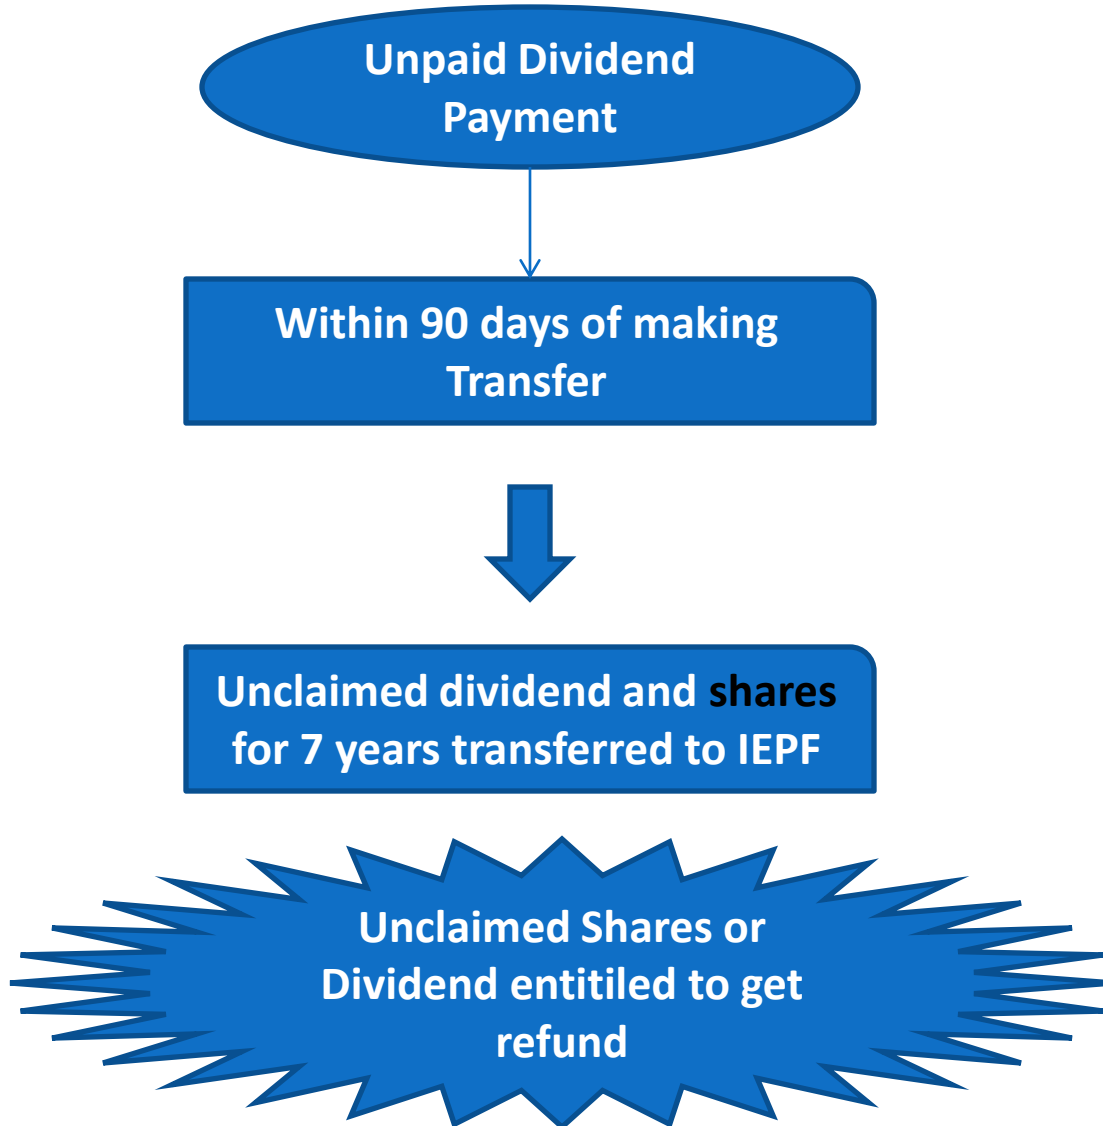 Unpaid Dividend
Payment
Within 90 days of making
Transfer
Unclaimed dividend and shares
for 7 years transferred to IEPF
Unclaimed Shares or
Dividend entitiled to get
refund